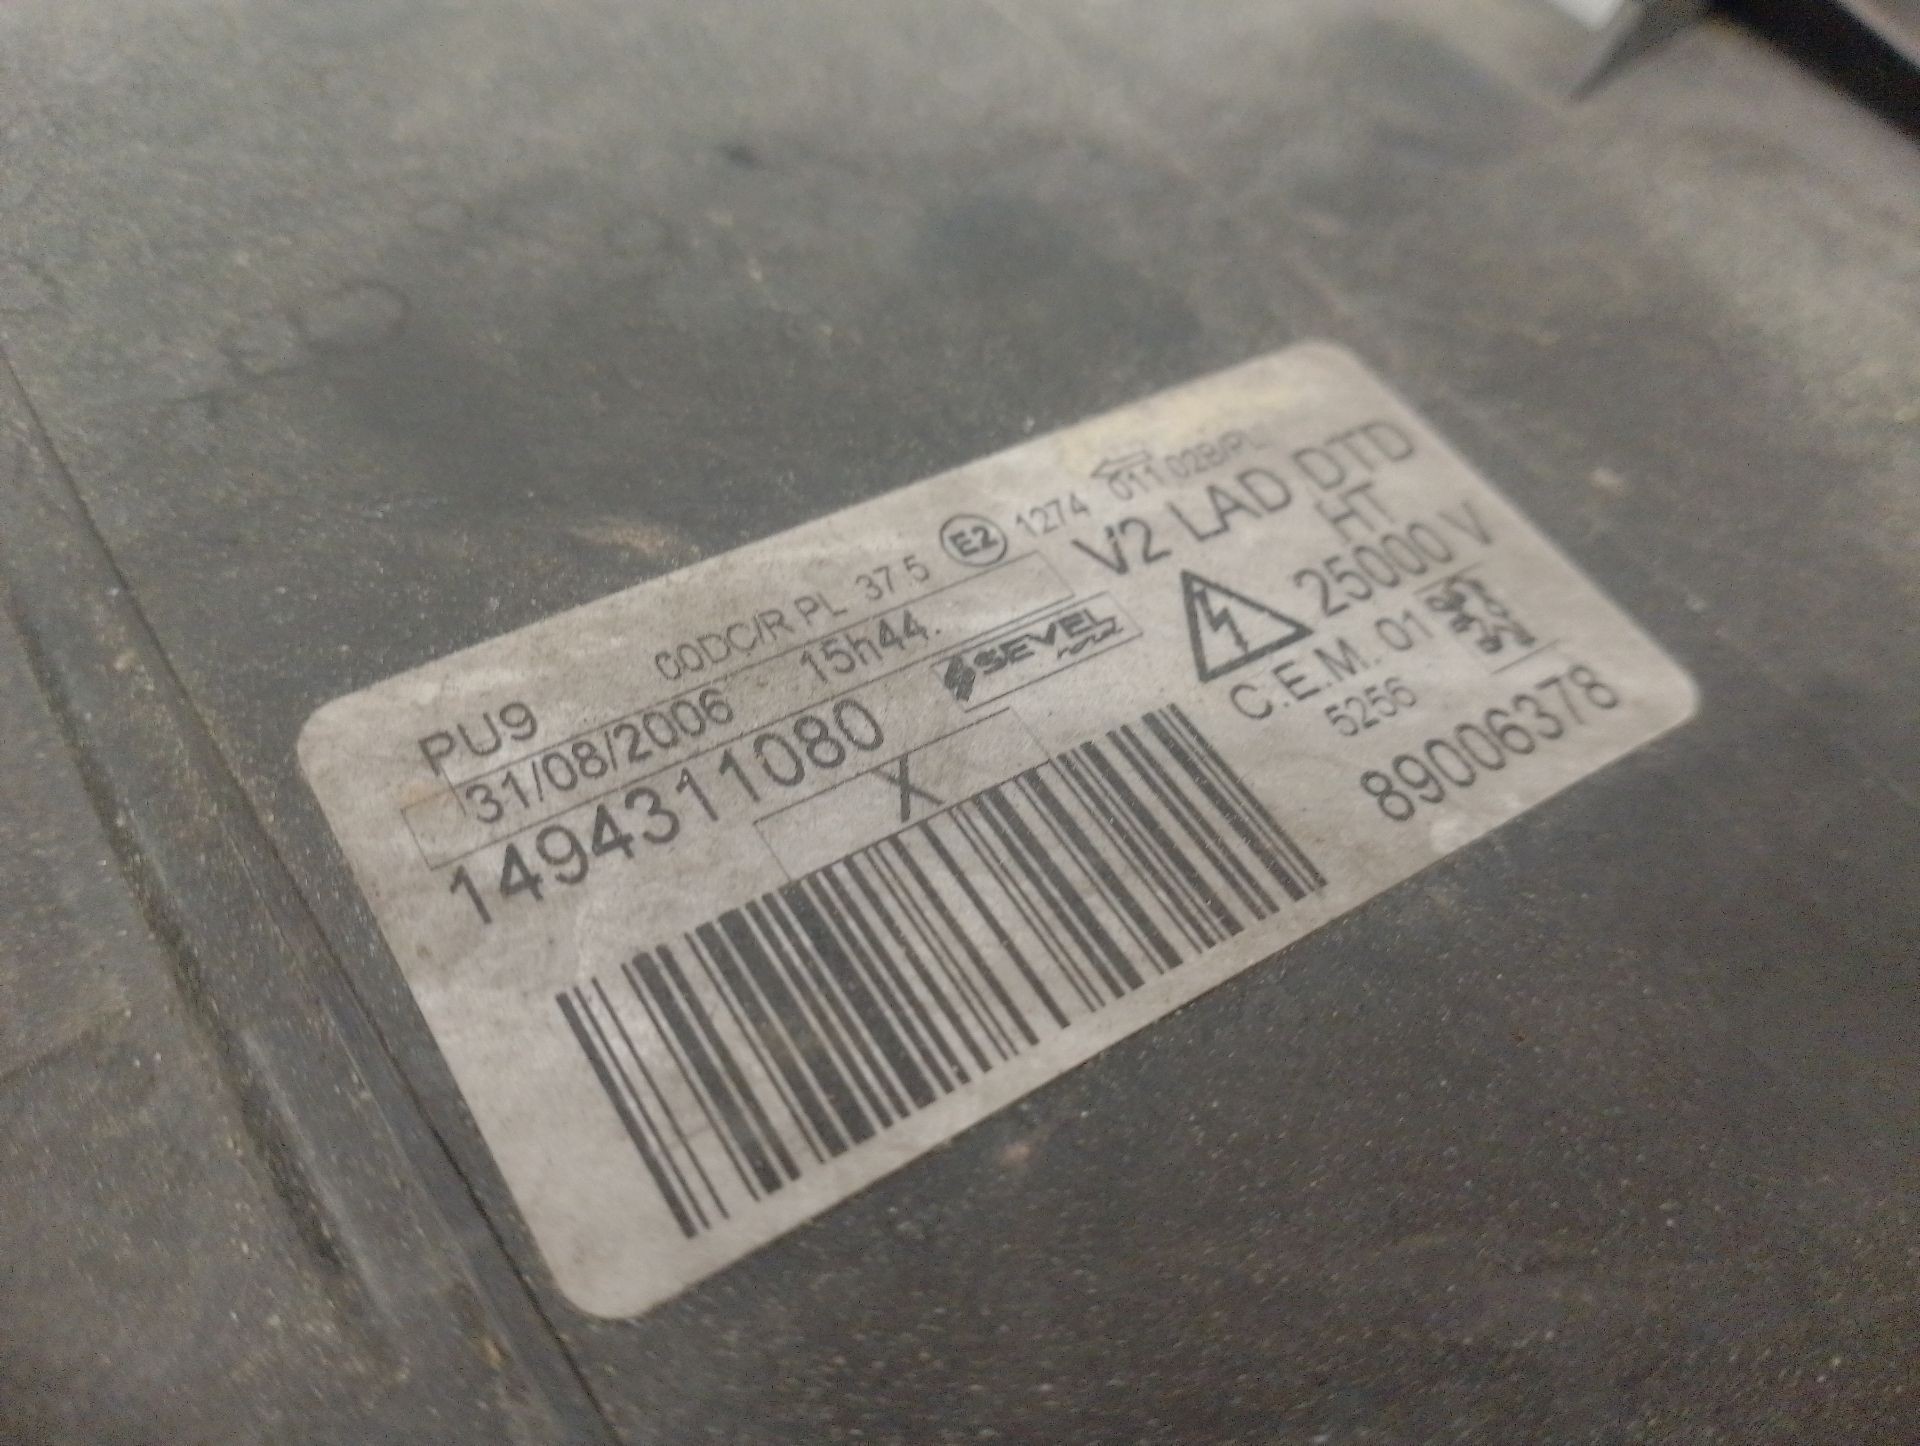 PU9 00DC/R PL 37.5 E2 1274 011 02B/PL
31/08/2006 15h44.
1494311080 SEVEL
X
V2 LAD DTD
HT
25000 V
C.E.M. 01
5256
89006378